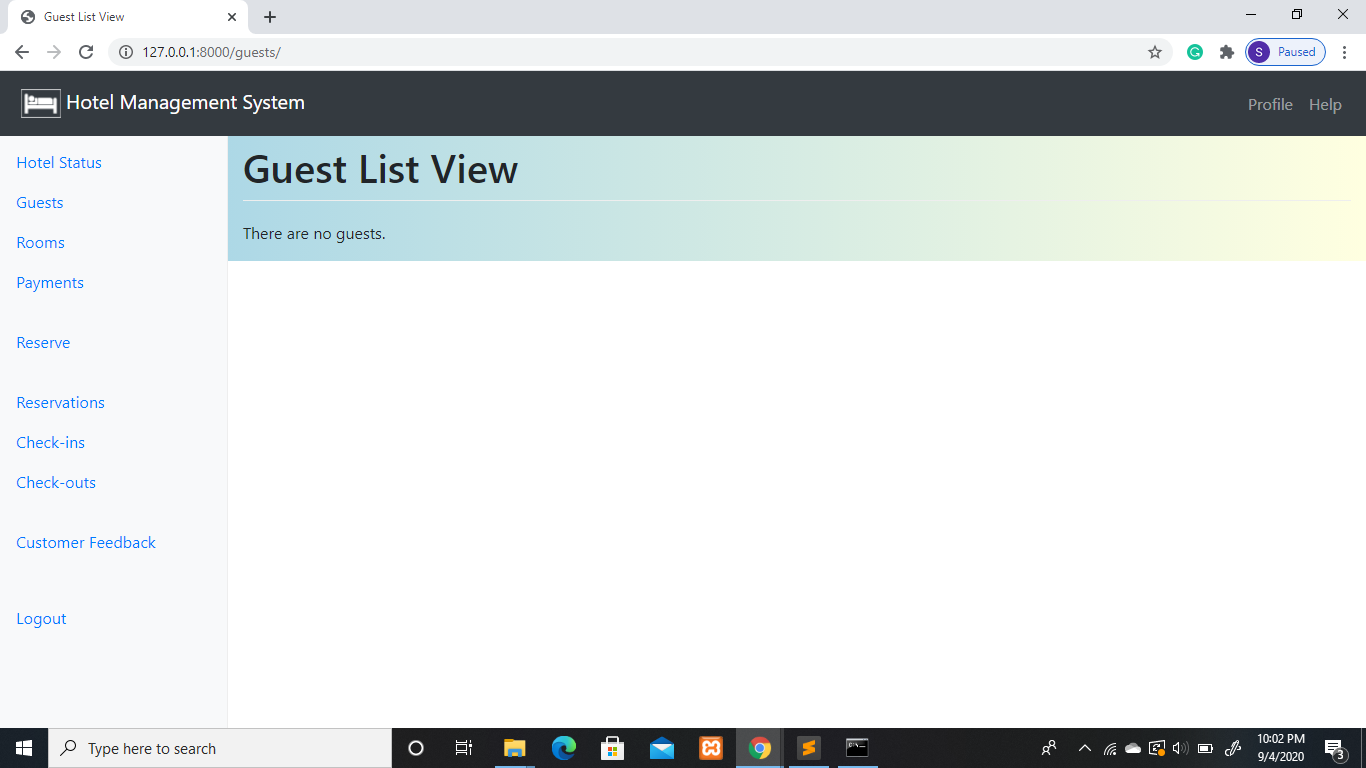 Guest List View
127.0.0.1:8000/guests/
S Paused
Hotel Management System
Profile Help
Hotel Status
Guests
Rooms
Payments
Reserve
Reservations
Check-ins
Check-outs
Customer Feedback
Logout
Guest List View
There are no guests.
Type here to search
10:02 PM
9/4/2020
3